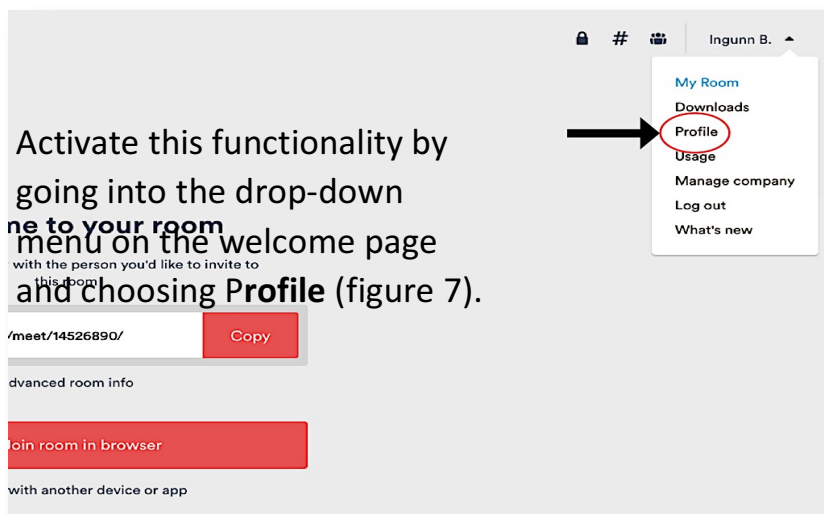 # Ingunn B.
My Room
Downloads
Profile
Usage
Manage company
Log out
What's new
Activate this functionality by
going into the drop-down
me to your room
menu on the welcome page
with the person you'd like to invite to
this room
and choosing Profile (figure 7).
/meet/14526890/ Copy
dvanced room info
Join room in browser
with another device or app